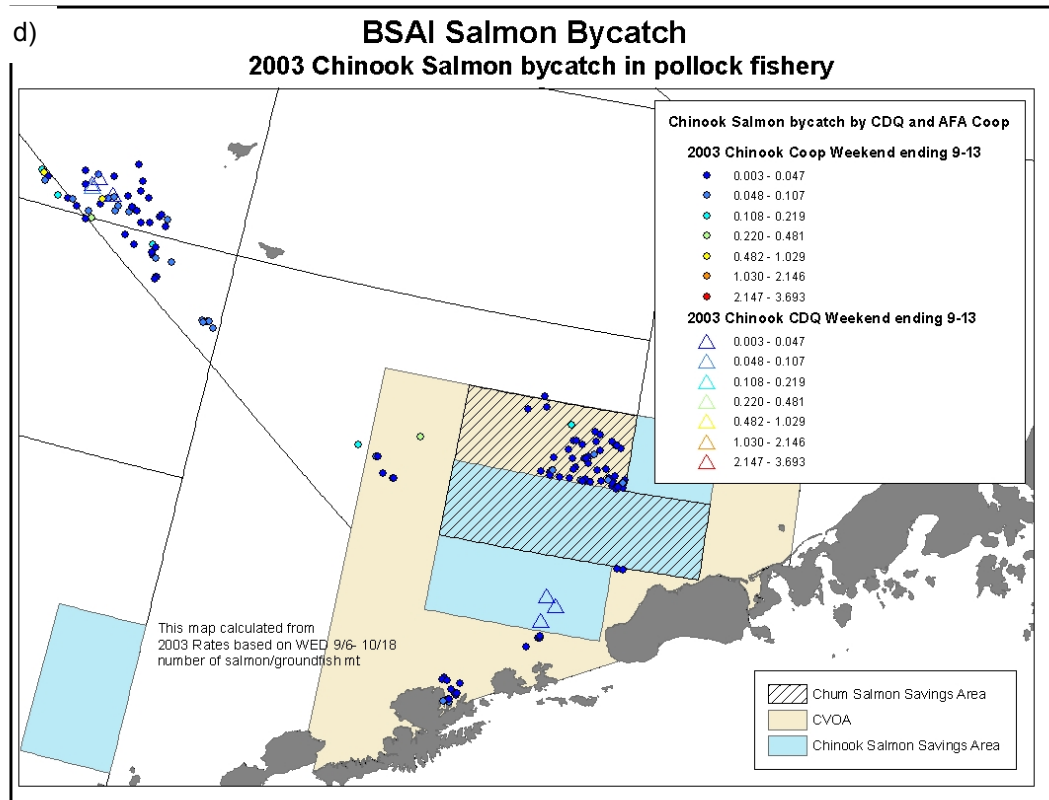 d)
BSAI Salmon Bycatch
2003 Chinook Salmon bycatch in pollock fishery
Chinook Salmon bycatch by CDQ and AFA Coop
2003 Chinook Coop Weekend ending 9-13
0.003 - 0.047
0.048 - 0.107
0.108 - 0.219
0.220 - 0.481
0.482 - 1.029
1.030 - 2.146
2.147 - 3.693
2003 Chinook CDQ Weekend ending 9-13
0.003 - 0.047
0.048 - 0.107
0.108 - 0.219
0.220 - 0.481
0.482 - 1.029
1.030 - 2.146
2.147 - 3.693
This map calculated from
2003 Rates based on WED 9/6- 10/18
number of salmon/groundfish mt
Chum Salmon Savings Area
CVOA
Chinook Salmon Savings Area